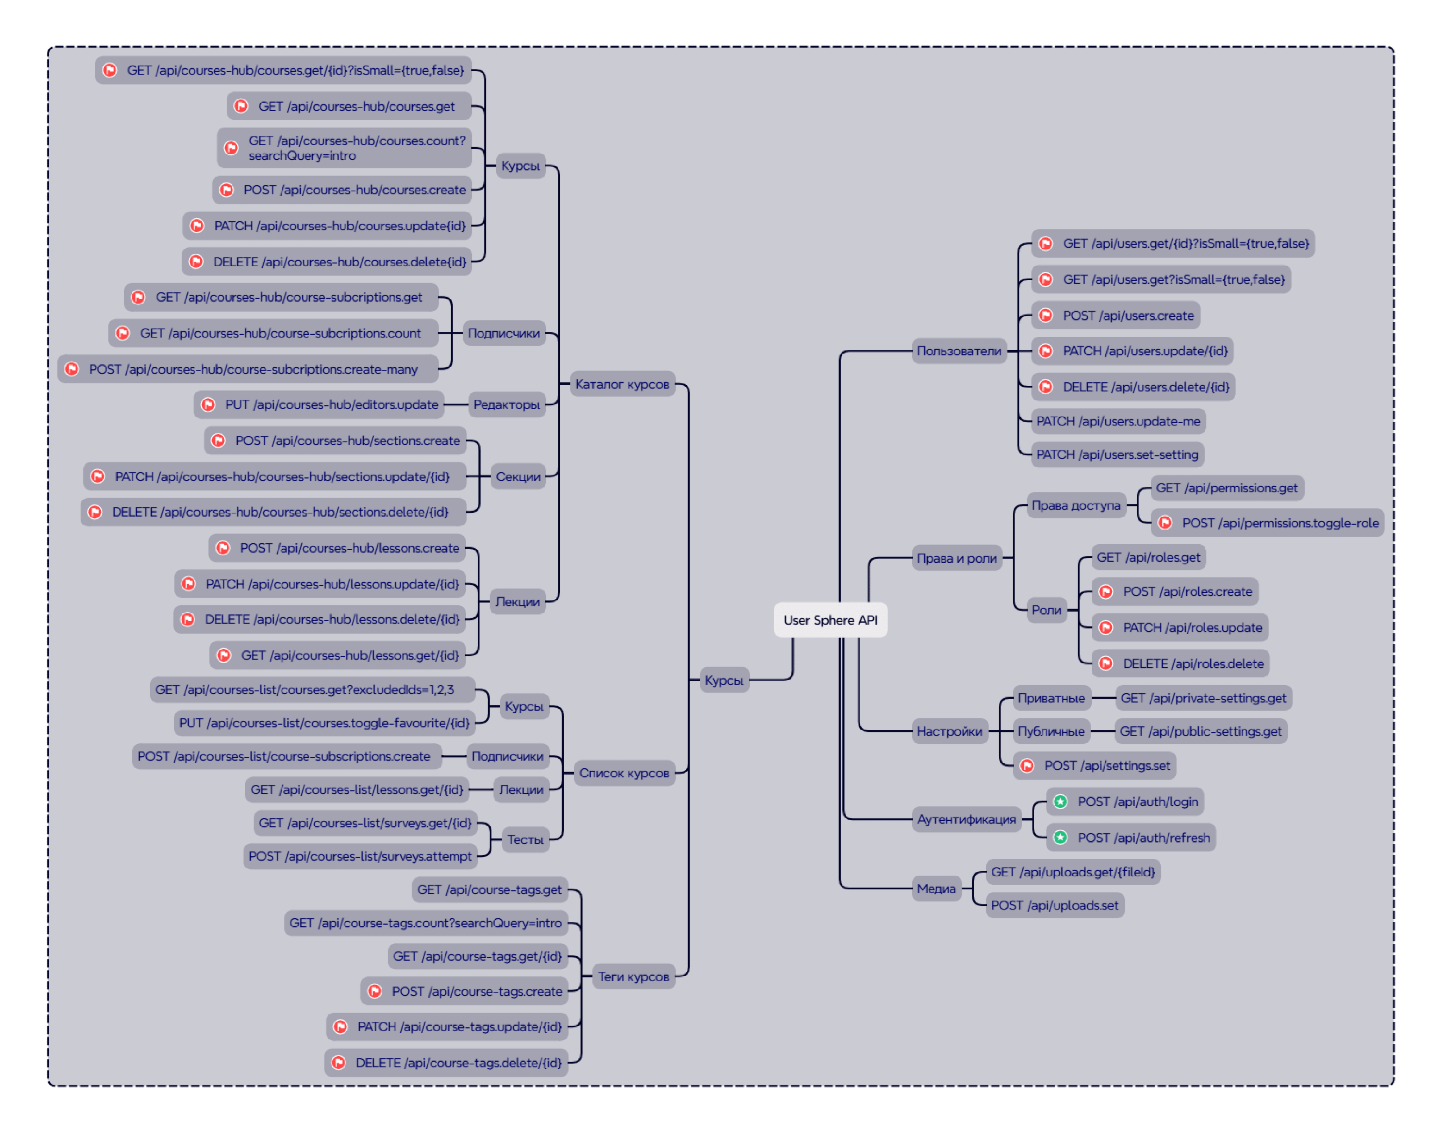 GET /api/courses-hub/courses.get/{id}?isSmall={true,false}
GET /api/courses-hub/courses.get
GET /api/courses-hub/courses.count?
searchQuery=intro
POST /api/courses-hub/courses.create
PATCH /api/courses-hub/courses.update{id}
DELETE /api/courses-hub/courses.delete{id}
Курсы
GET /api/courses-hub/course-subcriptions.get
GET /api/courses-hub/course-subcriptions.count
POST /api/courses-hub/course-subcriptions.create-many
Подписчики
Каталог курсов
PUT /api/courses-hub/editors.update
Редакторы
POST /api/courses-hub/sections.create
PATCH /api/courses-hub/courses-hub/sections.update/{id}
DELETE /api/courses-hub/courses-hub/sections.delete/{id}
Секции
POST /api/courses-hub/lessons.create
PATCH /api/courses-hub/lessons.update/{id}
DELETE /api/courses-hub/lessons.delete/{id}
GET /api/courses-hub/lessons.get/{id}
Лекции
GET /api/courses-list/courses.get?excludedIds=1,2,3
PUT /api/courses-list/courses.toggle-favourite/{id}
Курсы
POST /api/courses-list/course-subscriptions.create
Подписчики
Список курсов
GET /api/courses-list/lessons.get/{id}
Лекции
GET /api/courses-list/surveys.get/{id}
POST /api/courses-list/surveys.attempt
Тесты
GET /api/course-tags.get
GET /api/course-tags.count?searchQuery=intro
GET /api/course-tags.get/{id}
POST /api/course-tags.create
PATCH /api/course-tags.update/{id}
DELETE /api/course-tags.delete/{id}
Теги курсов
Курсы
User Sphere API
Пользователи
GET /api/users.get/{id}?isSmall={true,false}
GET /api/users.get?isSmall={true,false}
POST /api/users.create
PATCH /api/users.update/{id}
DELETE /api/users.delete/{id}
PATCH /api/users.update-me
PATCH /api/users.set-setting
Права и роли
Права доступа
GET /api/permissions.get
POST /api/permissions.toggle-role
Роли
GET /api/roles.get
POST /api/roles.create
PATCH /api/roles.update
DELETE /api/roles.delete
Настройки
Приватные
GET /api/private-settings.get
Публичные
GET /api/public-settings.get
POST /api/settings.set
Аутентификация
POST /api/auth/login
POST /api/auth/refresh
Медиа
GET /api/uploads.get/{fileId}
POST /api/uploads.set